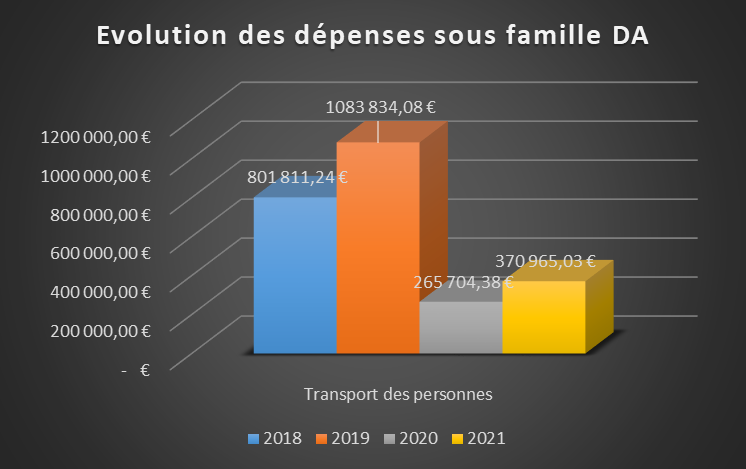 Evolution des dépenses sous famille DA
1083 834,08 €
1200 000,00 €
1000 000,00 €
801 811,24 €
800 000,00 €
600 000,00 €
370 965,03 €
265 704,38 €
400 000,00 €
200 000,00 €
- €
Transport des personnes
2018 2019 2020 2021